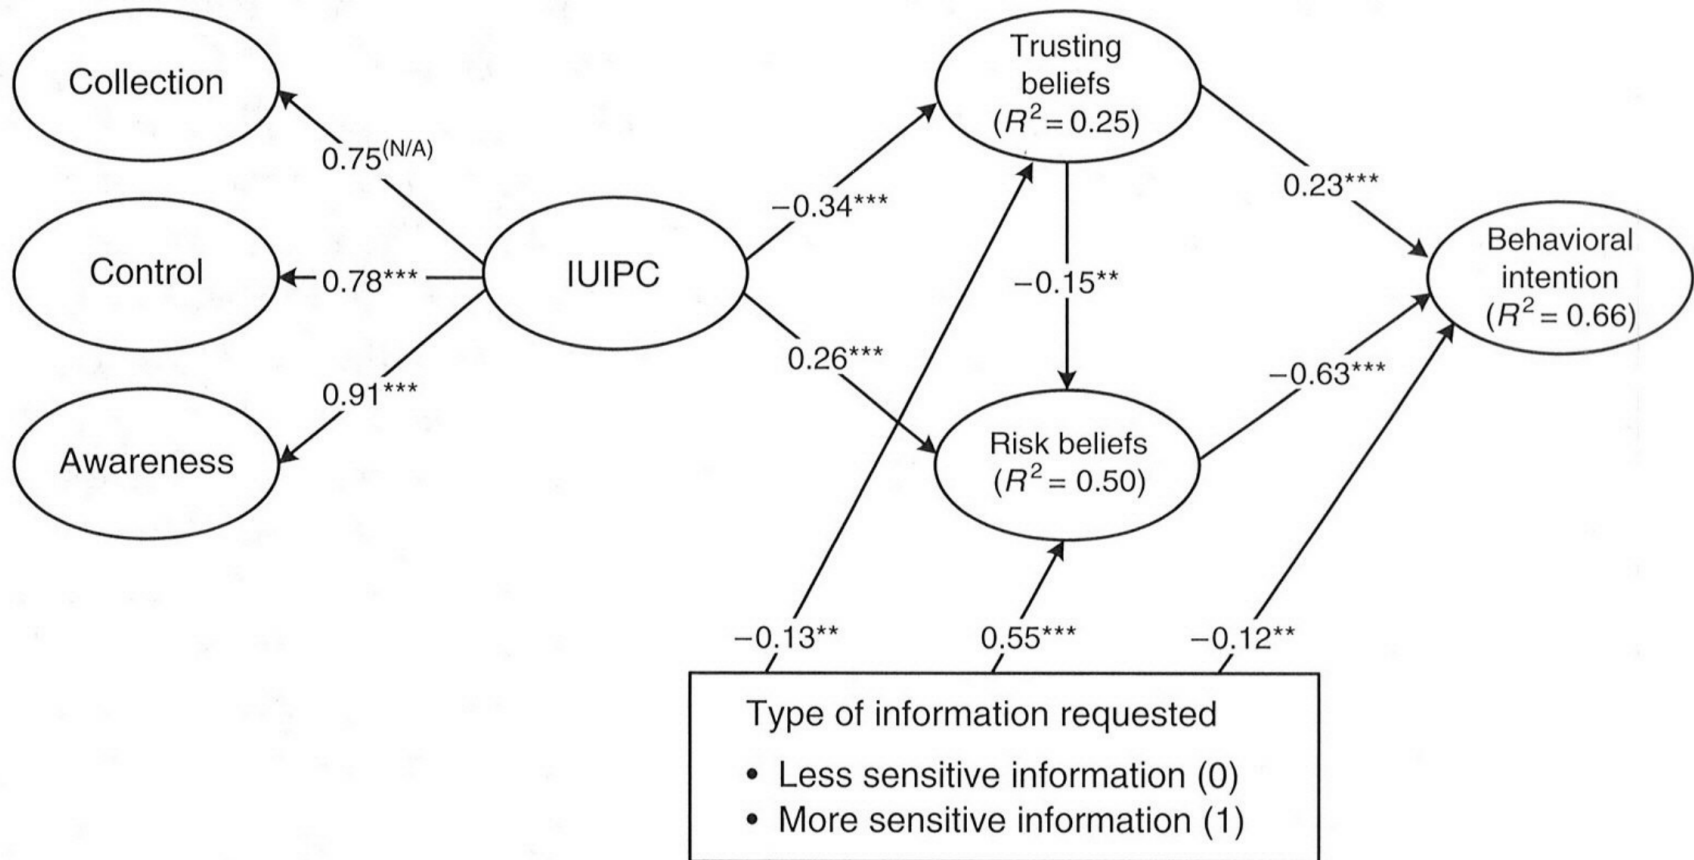 Collection
0.75(N/A)
Control
0.78***
Awareness
0.91***
IUIPC
−0.34***
0.26***
Trusting
beliefs
(R² = 0.25)
−0.15**
Risk beliefs
(R² = 0.50)
0.23***
−0.63***
Behavioral
intention
(R² = 0.66)
−0.13**
0.55***
−0.12**
Type of information requested
• Less sensitive information (0)
• More sensitive information (1)